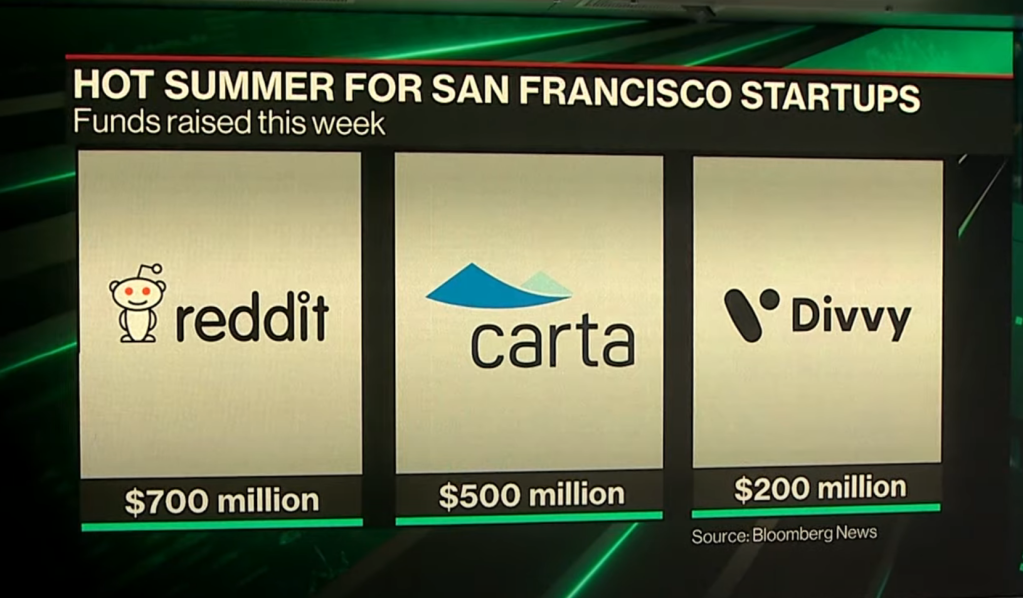 HOT SUMMER FOR SAN FRANCISCO STARTUPS
Funds raised this week
reddit
carta
Divvy
$700 million
$500 million
$200 million
Source: Bloomberg News